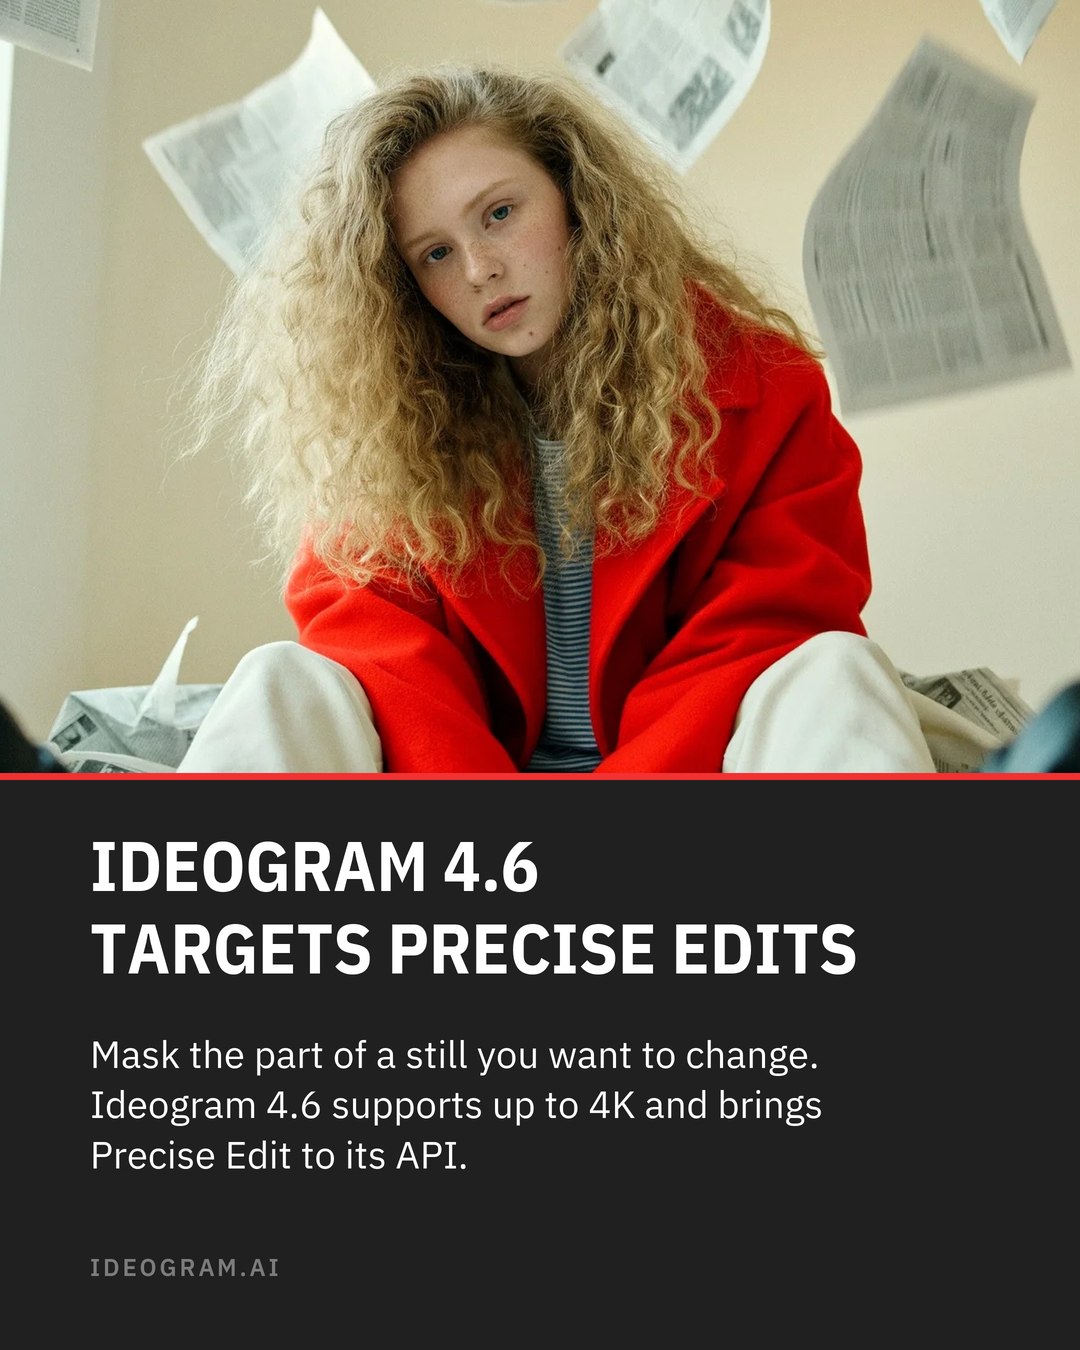 IDEOGRAM 4.6
TARGETS PRECISE EDITS
Mask the part of a still you want to change.
Ideogram 4.6 supports up to 4K and brings
Precise Edit to its API.
IDEOGRAM.AI